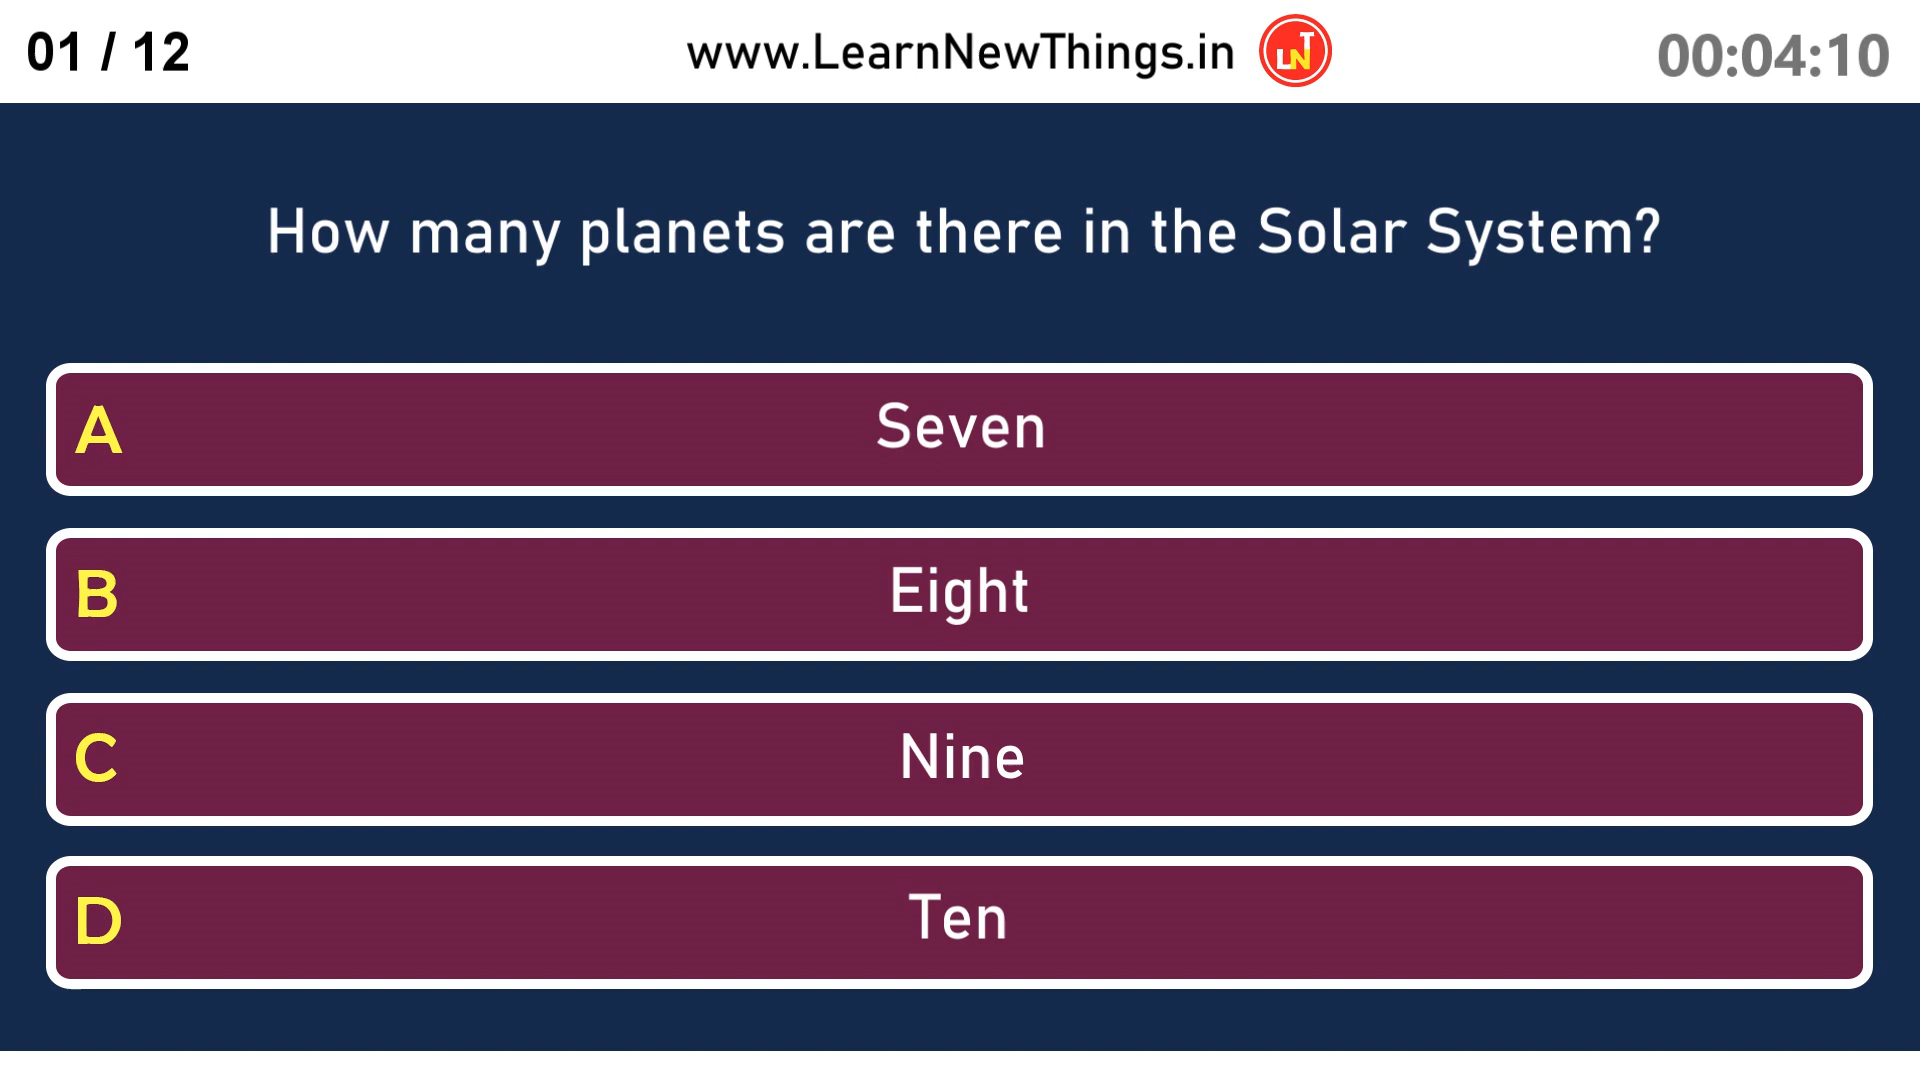 01 / 12
www.LearnNewThings.in
LNT
00:04:10
How many planets are there in the Solar System?
A Seven
B Eight
C Nine
D Ten